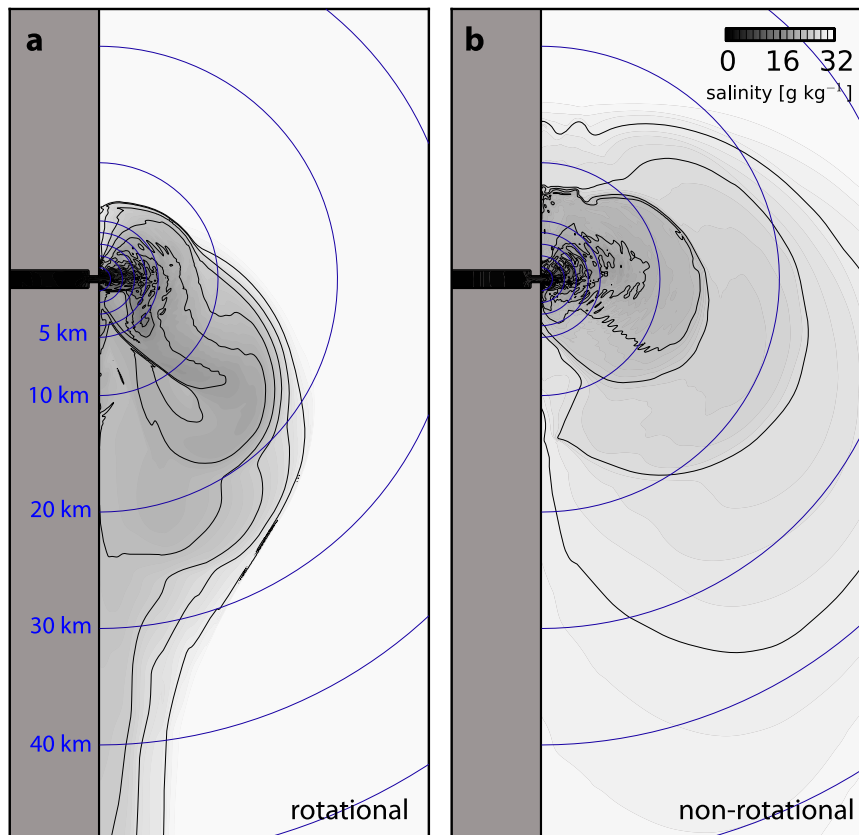 a
b
0 16 32
salinity [g kg⁻¹]
5 km
10 km
20 km
30 km
40 km
rotational
non-rotational